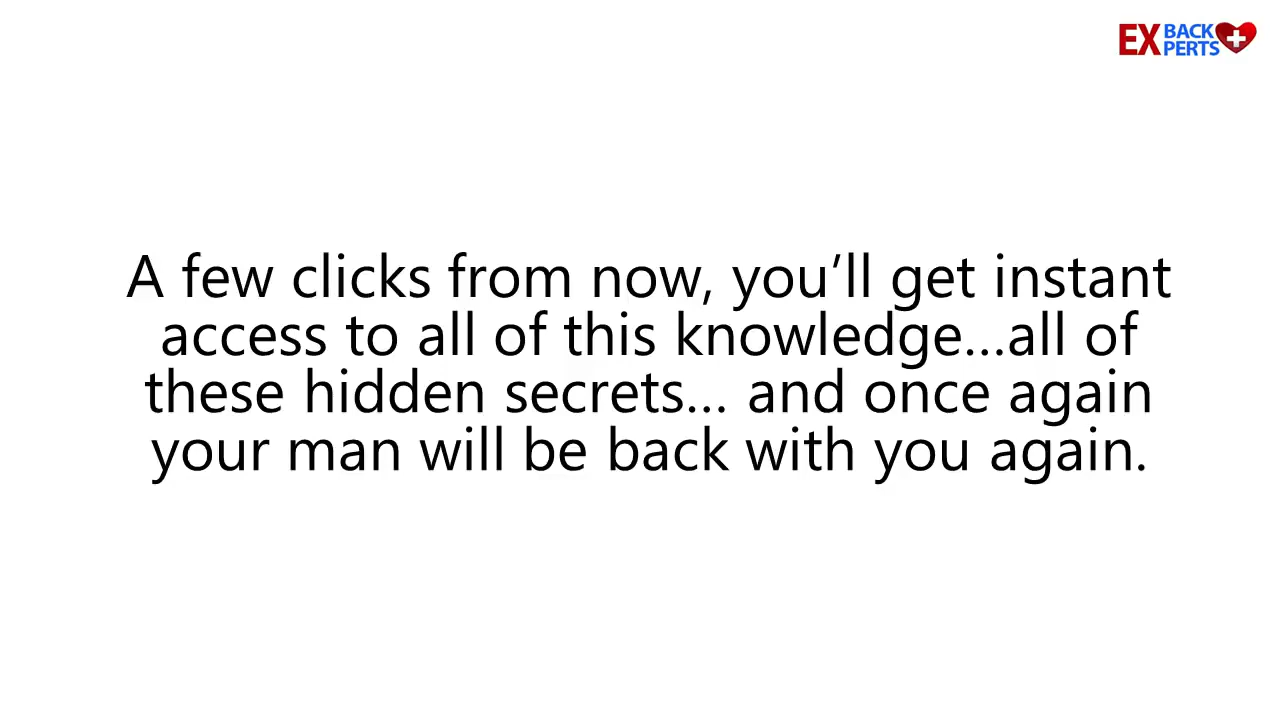 EX BACK
PERTS
A few clicks from now, you’ll get instant
access to all of this knowledge…all of
these hidden secrets… and once again
your man will be back with you again.